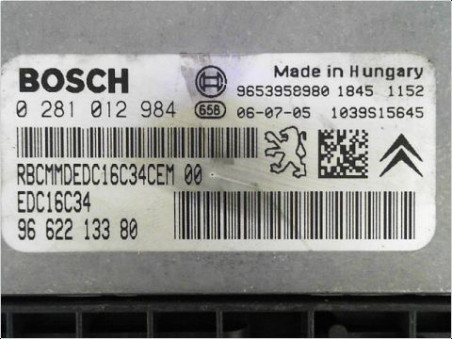 BOSCH
Made in Hungary
9653958980 1845 1152
0 281 012 984
658
06-07-05 1039S15645
RBCMMDEDC16C34CEM 00
EDC16C34
96 622 133 80